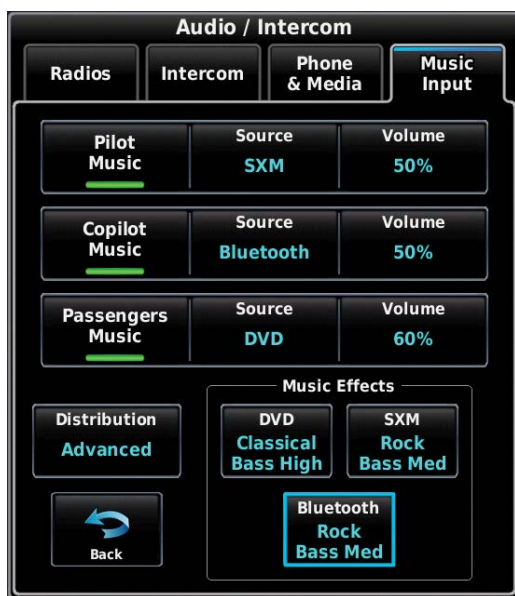 Audio / Intercom
Radios
Intercom
Phone
& Media
Music
Input
Pilot
Music
Source
SXM
Volume
50%
Copilot
Music
Source
Bluetooth
Volume
50%
Passengers
Music
Source
DVD
Volume
60%
Distribution
Advanced
Music Effects
DVD
Classical
Bass High
SXM
Rock
Bass Med
Bluetooth
Rock
Bass Med
Back